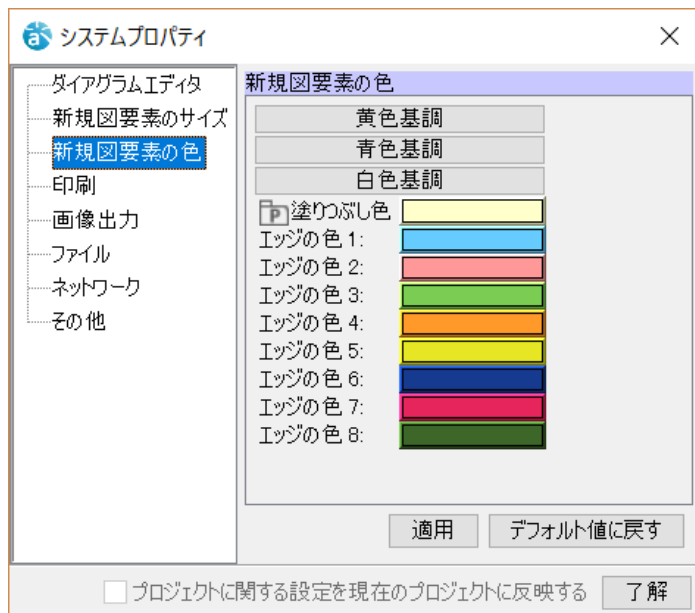 システムプロパティ
ダイアグラムエディタ
新規図要素のサイズ
新規図要素の色
印刷
画像出力
ファイル
ネットワーク
その他
新規図要素の色
黄色基調
青色基調
白色基調
P 塗りつぶし色
エッジの色 1:
エッジの色 2:
エッジの色 3:
エッジの色 4:
エッジの色 5:
エッジの色 6:
エッジの色 7:
エッジの色 8:
適用
デフォルト値に戻す
プロジェクトに関する設定を現在のプロジェクトに反映する
了解